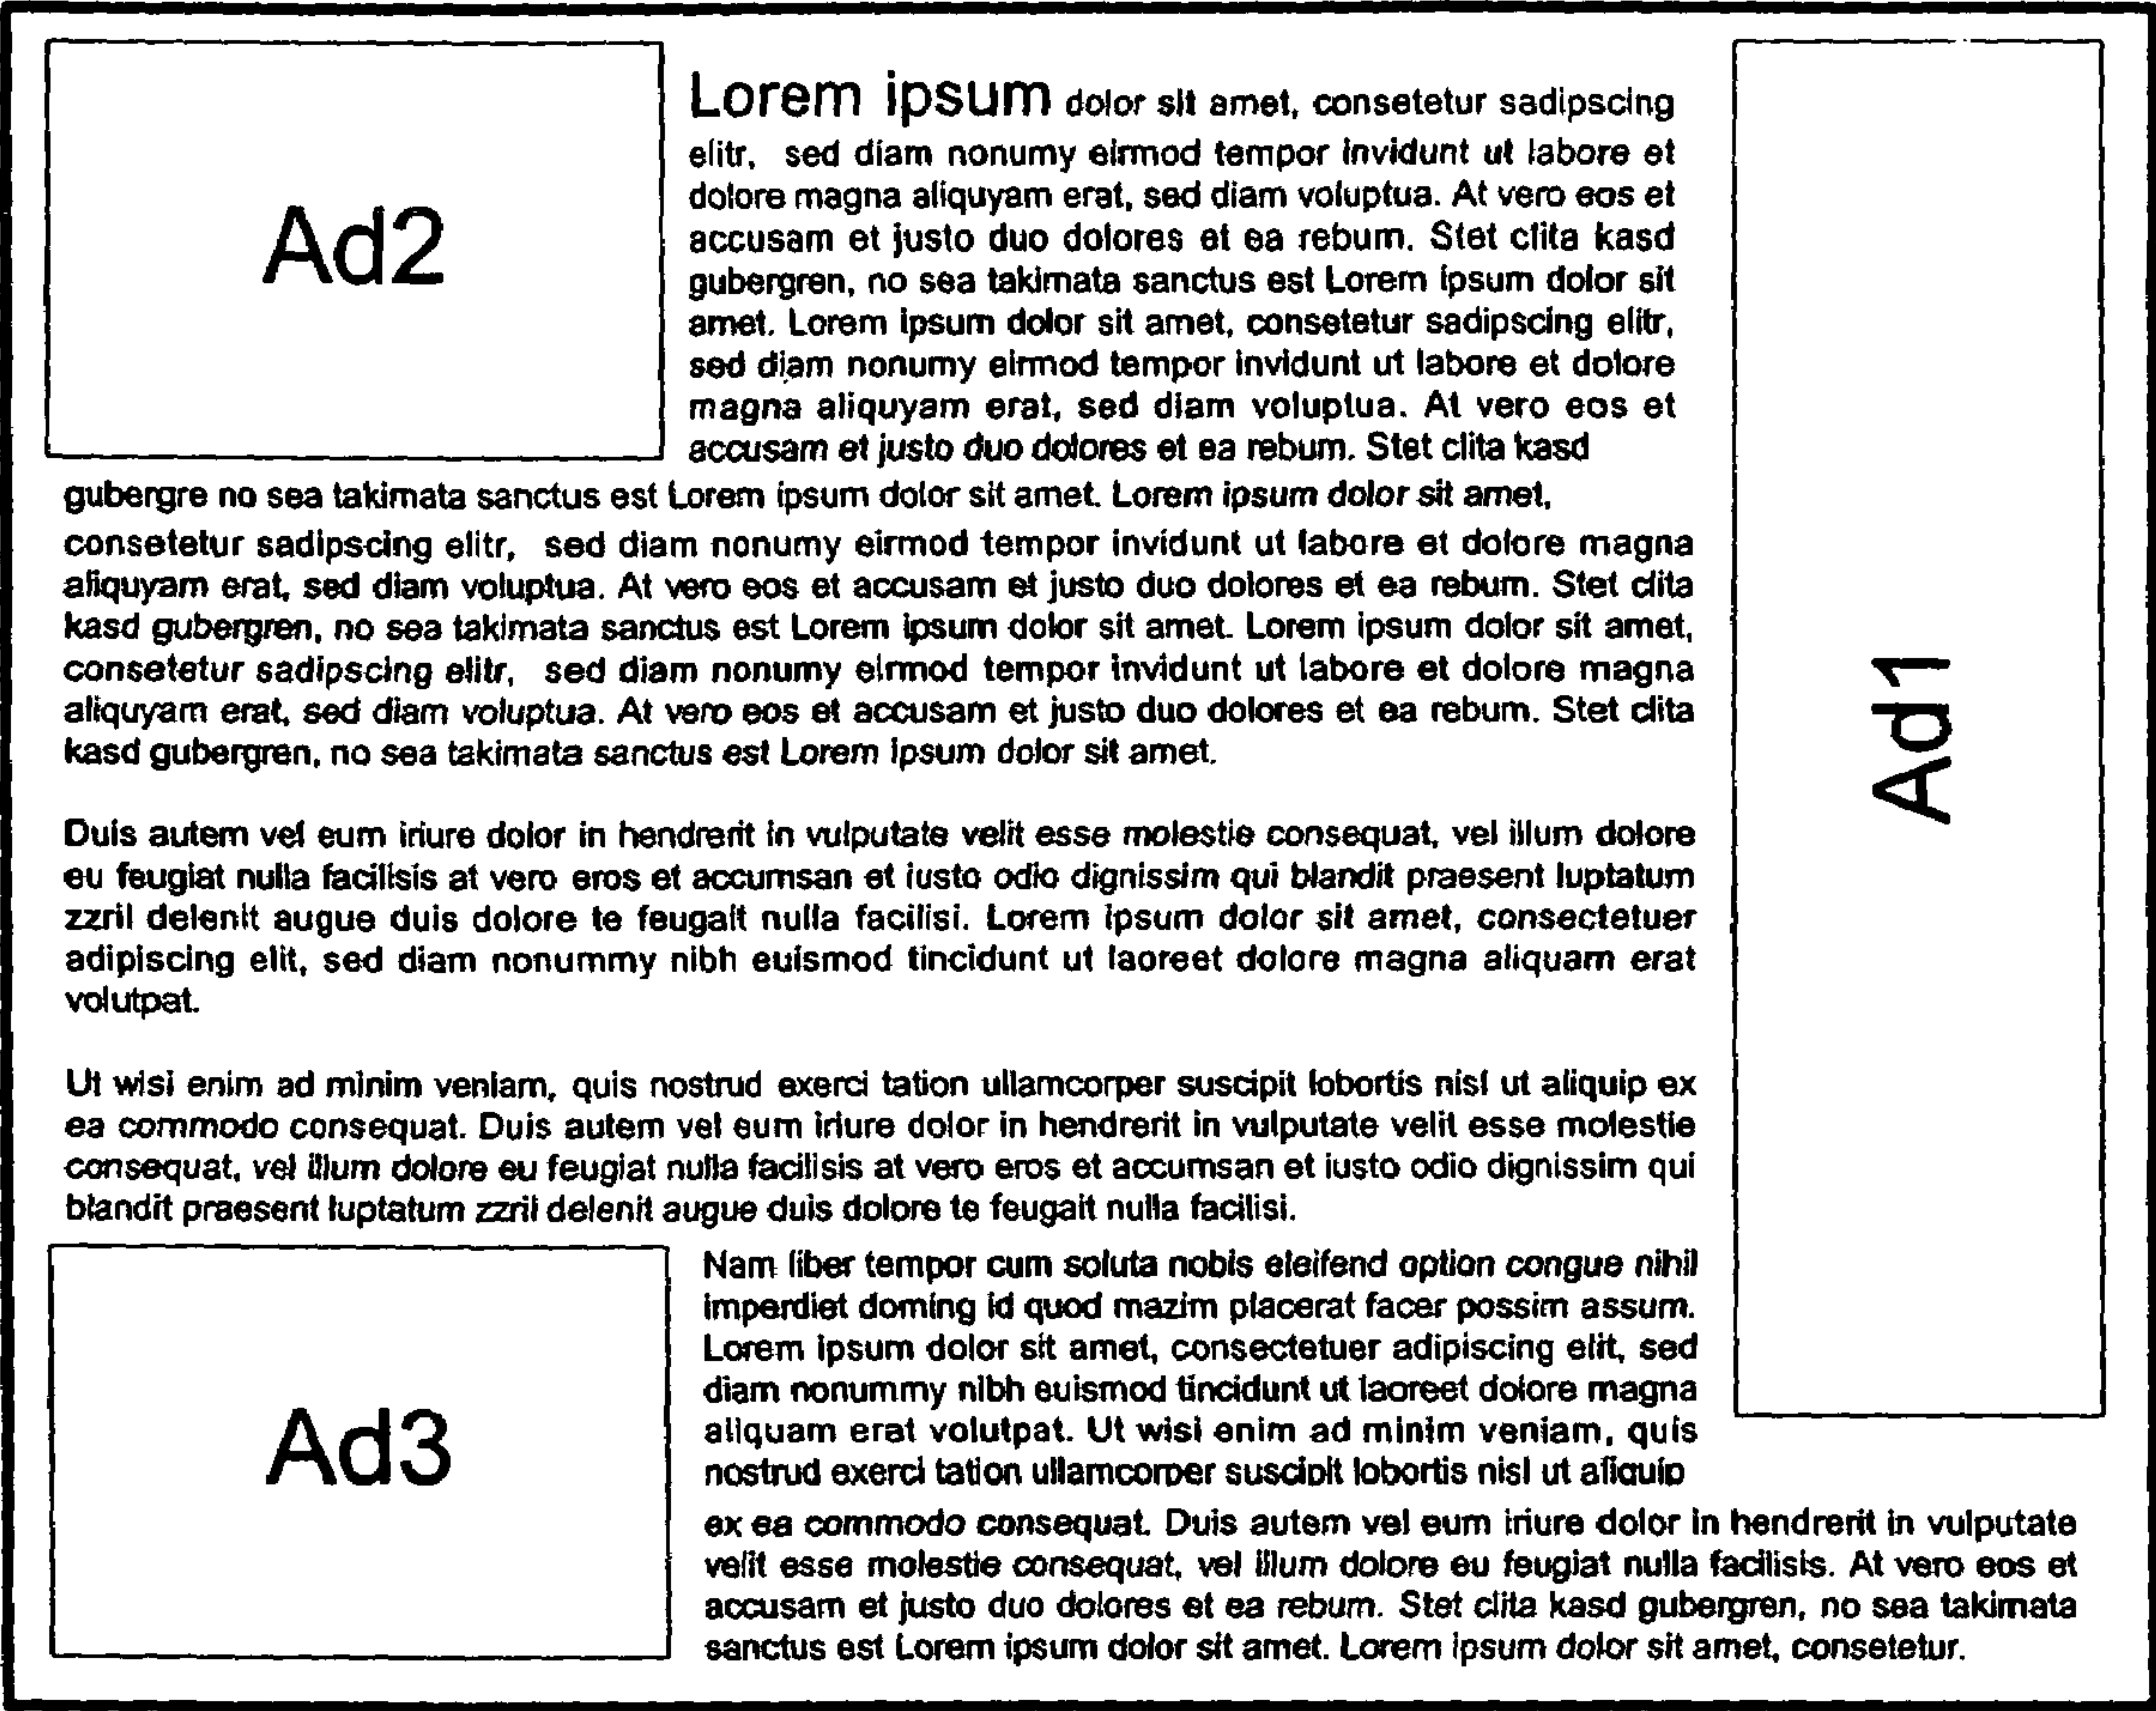 Ad2
Lorem ipsum dolor sit amet, consetetur sadipscing
elitr, sed diam nonumy eirmod tempor invidunt ut labore et
dolore magna aliquyam erat, sed diam voluptua. At vero eos et
accusam et justo duo dolores et ea rebum. Stet clita kasd
gubergren, no sea takimata sanctus est Lorem ipsum dolor sit
amet. Lorem ipsum dolor sit amet, consetetur sadipscing elitr,
sed diam nonumy eirmod tempor invidunt ut labore et dolore
magna aliquyam erat, sed diam voluptua. At vero eos et
accusam et justo duo dolores et ea rebum. Stet clita kasd
gubergre no sea takimata sanctus est Lorem ipsum dolor sit amet. Lorem ipsum dolor sit amet,
consetetur sadipscing elitr, sed diam nonumy eirmod tempor invidunt ut labore et dolore magna
aliquyam erat, sed diam voluptua. At vero eos et accusam et justo duo dolores et ea rebum. Stet clita
kasd gubergren, no sea takimata sanctus est Lorem ipsum dolor sit amet. Lorem ipsum dolor sit amet,
consetetur sadipscing elitr, sed diam nonumy eirmod tempor invidunt ut labore et dolore magna
aliquyam erat, sed diam voluptua. At vero eos et accusam et justo duo dolores et ea rebum. Stet clita
kasd gubergren, no sea takimata sanctus est Lorem ipsum dolor sit amet.
Duis autem vel eum iriure dolor in hendrerit in vulputate velit esse molestie consequat, vel illum dolore
eu feugiat nulla facilisis at vero eros et accumsan et iusto odio dignissim qui blandit praesent luptatum
zzril delenit augue duis dolore te feugait nulla facilisi. Lorem ipsum dolor sit amet, consectetuer
adipiscing elit, sed diam nonummy nibh euismod tincidunt ut laoreet dolore magna aliquam erat
volutpat.
Ut wisi enim ad minim veniam, quis nostrud exerci tation ullamcorper suscipit lobortis nisl ut aliquip ex
ea commodo consequat. Duis autem vel eum iriure dolor in hendrerit in vulputate velit esse molestie
consequat, vel illum dolore eu feugiat nulla facilisis at vero eros et accumsan et iusto odio dignissim qui
blandit praesent luptatum zzril delenit augue duis dolore te feugait nulla facilisi.
Ad3
Nam liber tempor cum soluta nobis eleifend option congue nihil
imperdiet doming id quod mazim placerat facer possim assum.
Lorem ipsum dolor sit amet, consectetuer adipiscing elit, sed
diam nonummy nibh euismod tincidunt ut laoreet dolore magna
aliquam erat volutpat. Ut wisi enim ad minim veniam, quis
nostrud exerci tation ullamcorper suscipit lobortis nisl ut aliquip
ex ea commodo consequat. Duis autem vel eum iriure dolor in hendrerit in vulputate
velit esse molestie consequat, vel illum dolore eu feugiat nulla facilisis. At vero eos et
accusam et justo duo dolores et ea rebum. Stet clita kasd gubergren, no sea takimata
sanctus est Lorem ipsum dolor sit amet. Lorem ipsum dolor sit amet, consetetur.
Ad1